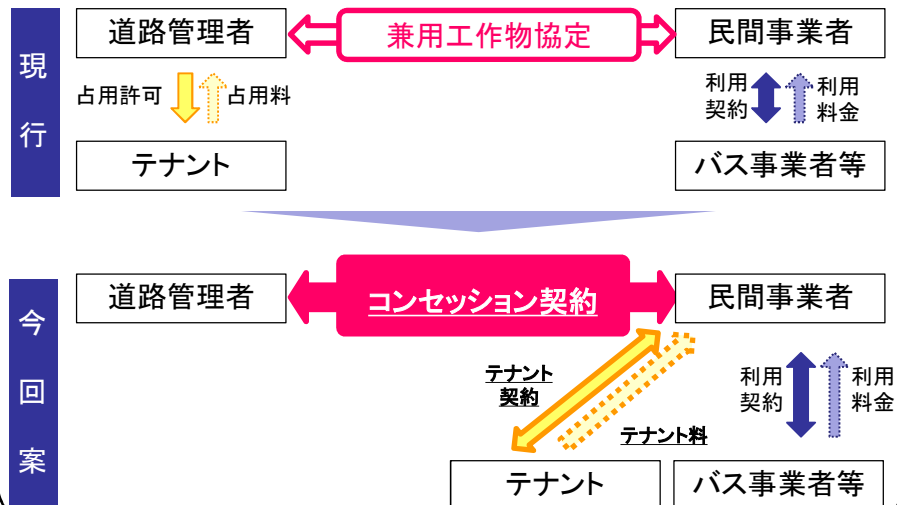 現行
道路管理者
兼用工作物協定
民間事業者
占用許可
占用料
利用
契約
利用
料金
テナント
バス事業者等
今回案
道路管理者
コンセッション契約
民間事業者
テナント
契約
テナント料
利用
契約
利用
料金
テナント
バス事業者等